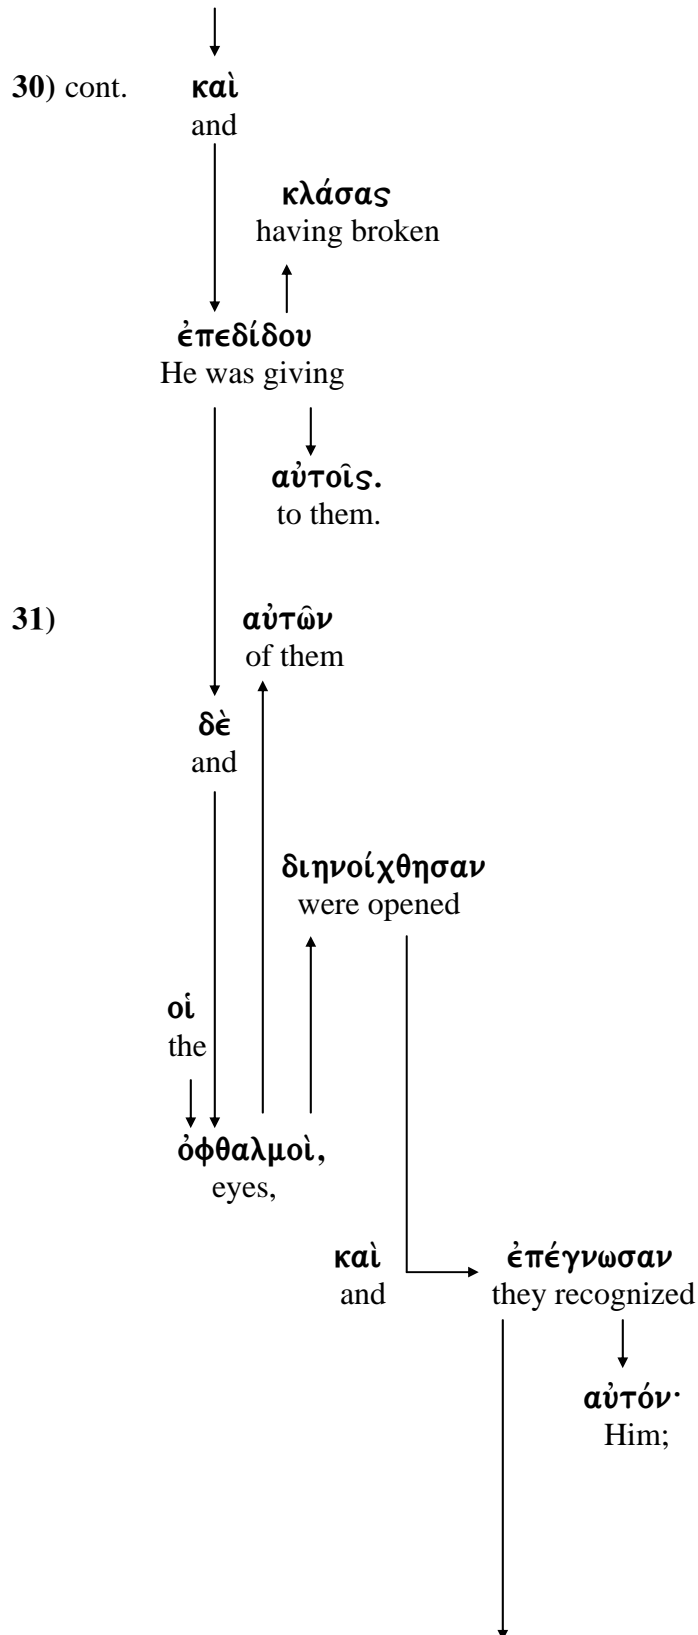 30) cont. καὶ
and
κλάσας
having broken
ἐπεδίδου
He was giving
αὐτοῖς.
to them.
31) αὐτῶν
of them
δὲ
and
διηνοίχθησαν
were opened
οἱ
the
ὀφθαλμοὶ,
eyes,
καὶ ἐπέγνωσαν
and they recognized
αὐτόν·
Him;